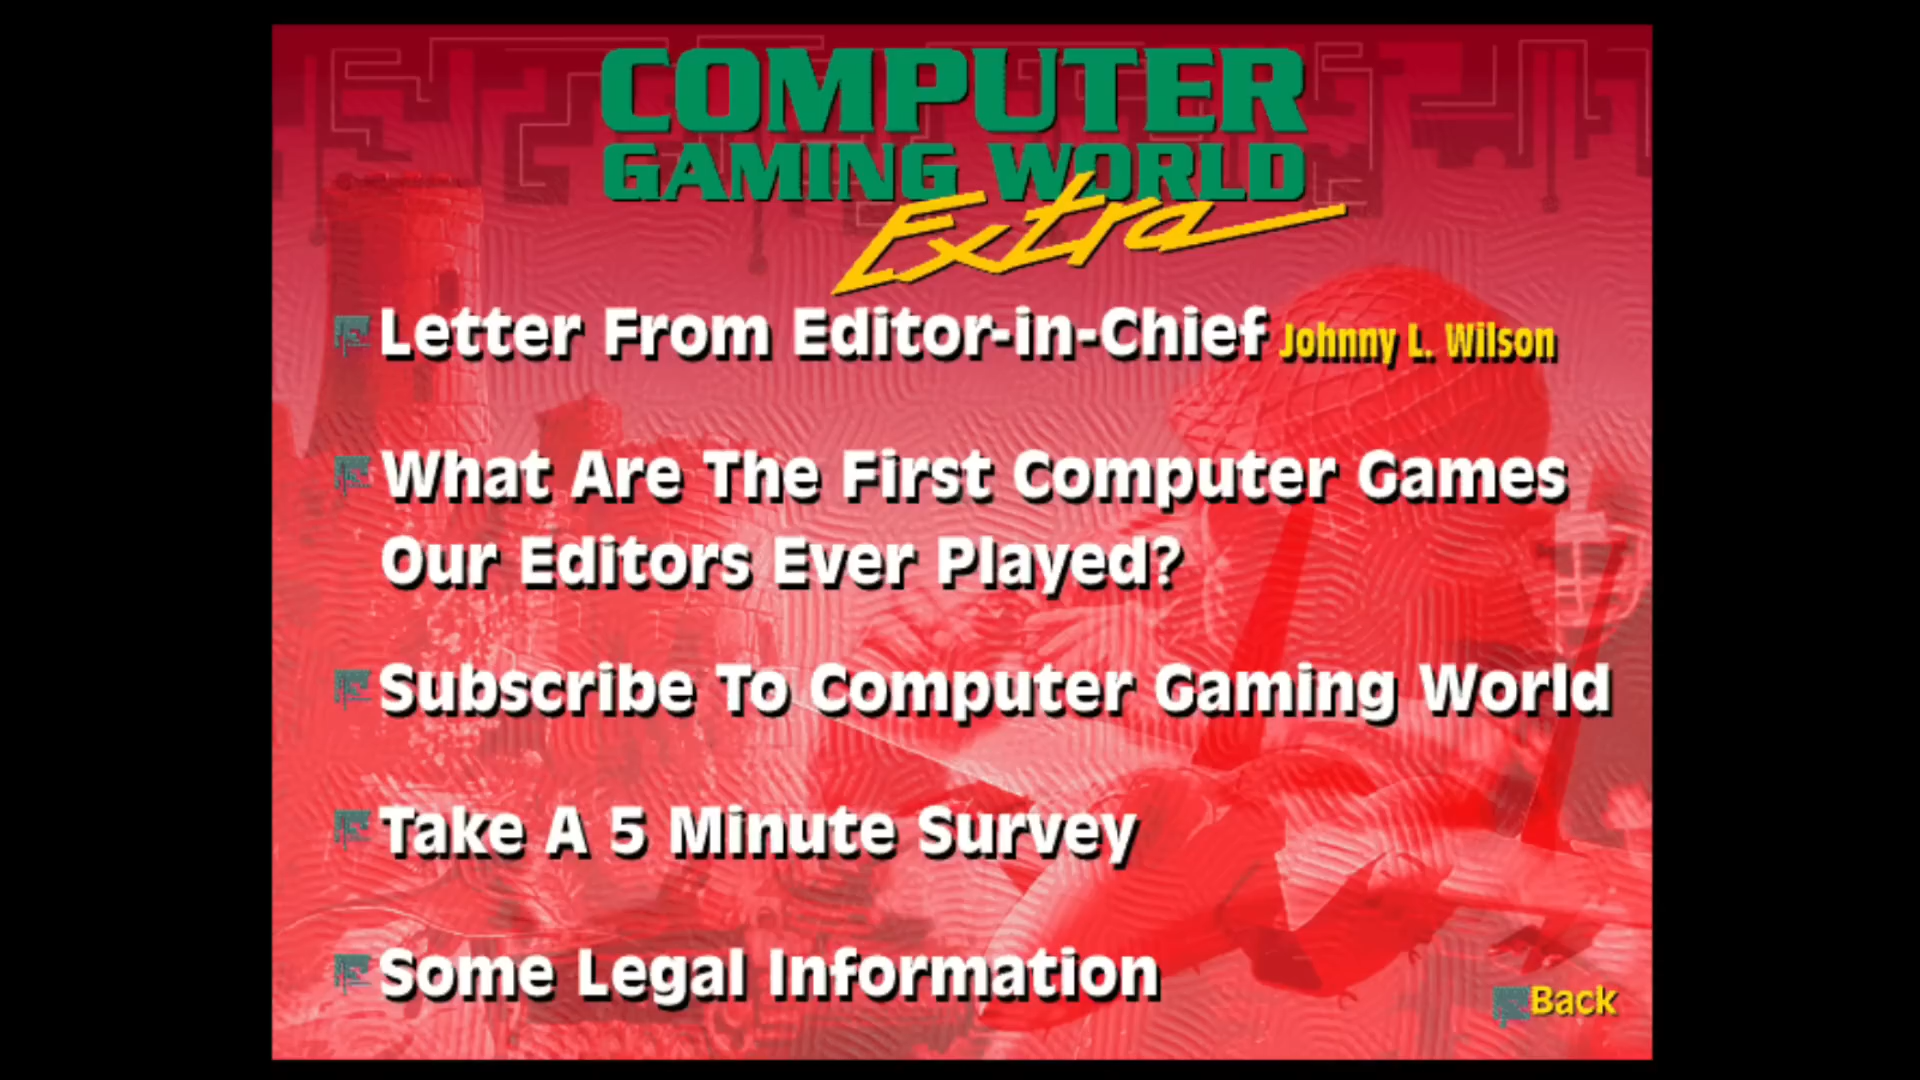 COMPUTER
GAMING WORLD
Extra
Letter From Editor-in-Chief Johnny L. Wilson
What Are The First Computer Games
Our Editors Ever Played?
Subscribe To Computer Gaming World
Take A 5 Minute Survey
Some Legal Information
Back